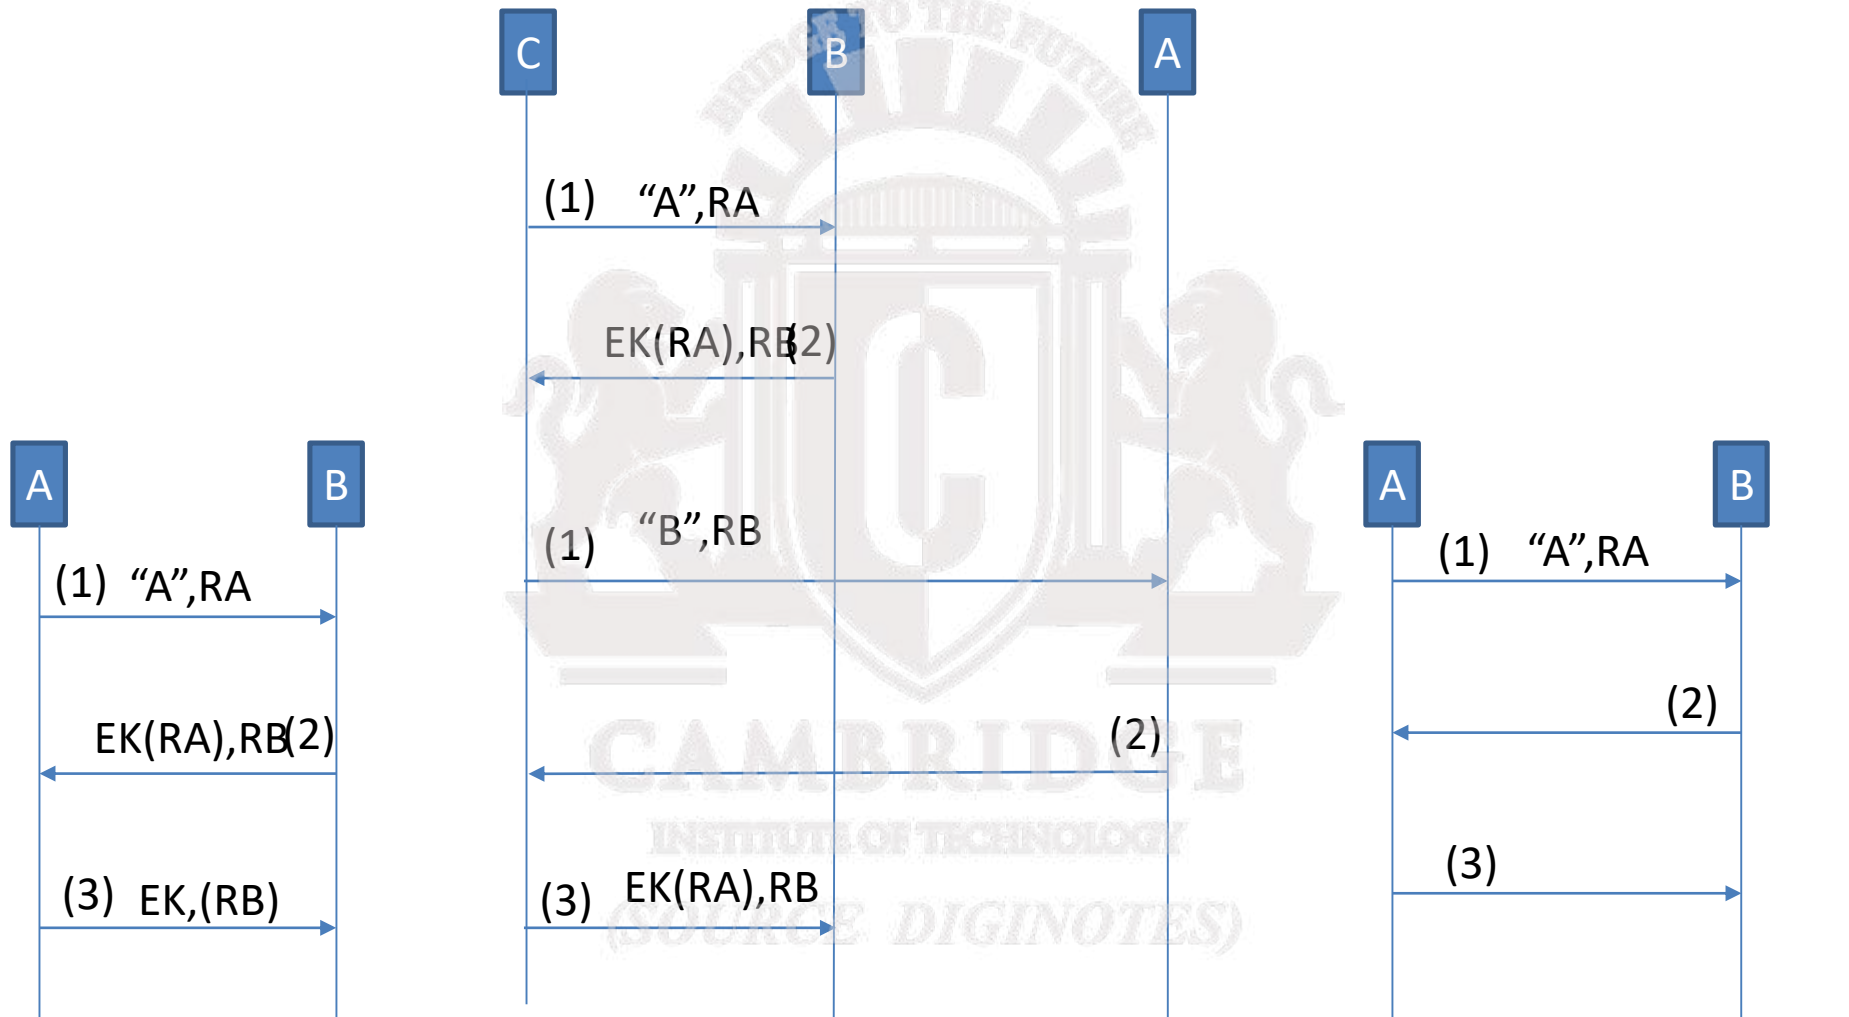 C
B
A
BRIDGE TO THE FUTURE
(1) “A”,RA
EK(RA),RB(2)
A
B
(1) “B”,RB
A
B
(1) “A”,RA
(1) “A”,RA
EK(RA),RB(2)
(2)
(2)
CAMBRIDGE
INSTITUTE OF TECHNOLOGY
(3) EK,(RB)
(3) EK(RA),RB
(3)
(SOURCE DIGINOTES)